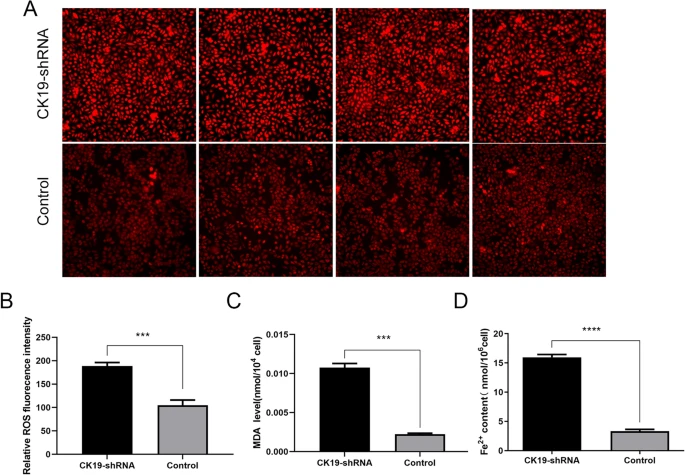 A
CK19-shRNA
Control
B
Relative ROS fluorecence intensity
250
200
150
100
50
0
***
CK19-shRNA
Control
C
MDA level(nmol/10⁴ cell)
0.015
0.010
0.005
0.000
***
CK19-shRNA
Control
D
Fe²⁺ content( nmol/10⁶cell)
20
15
10
5
0
****
CK19-shRNA
Control